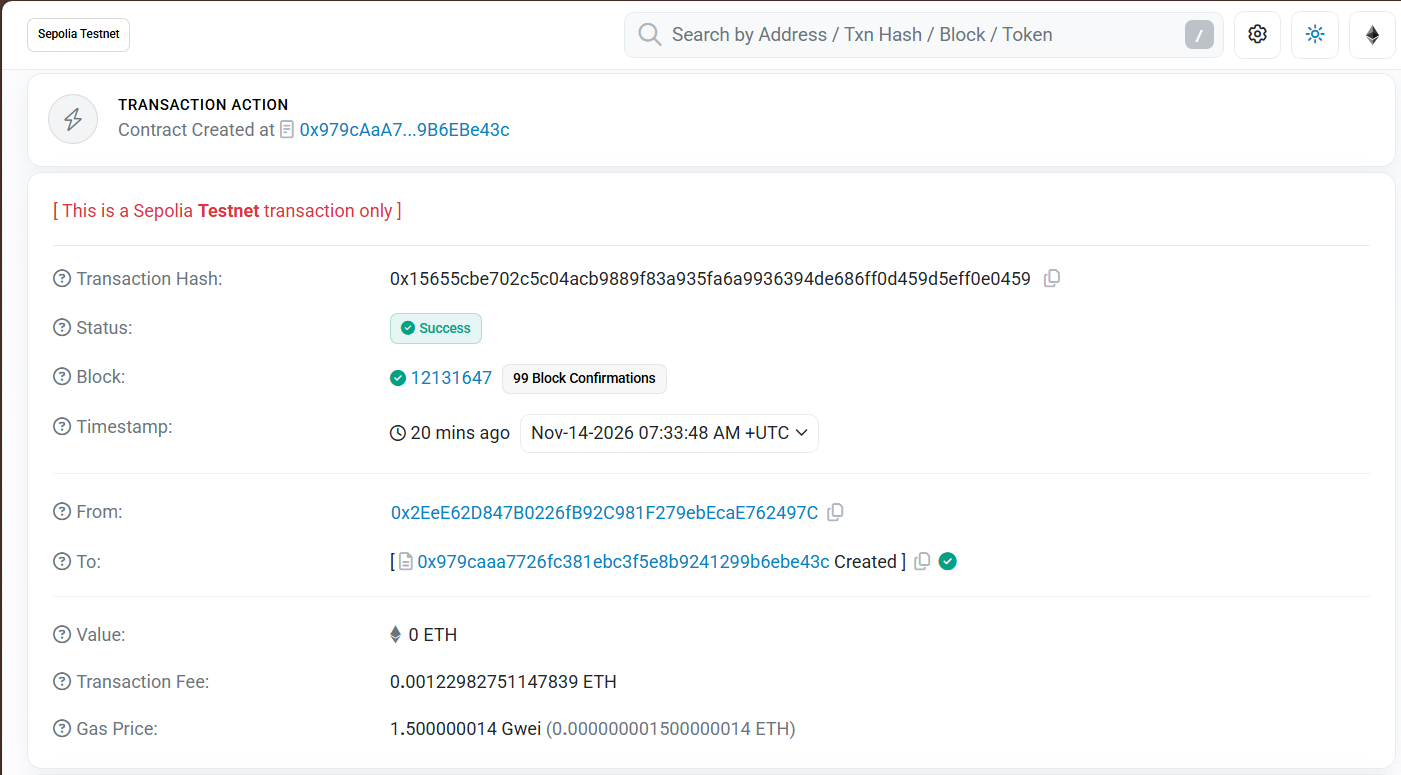 Sepolia Testnet
Search by Address / Txn Hash / Block / Token
/
TRANSACTION ACTION
Contract Created at 0x979cAaA7...9B6EBe43c
[ This is a Sepolia Testnet transaction only ]
Transaction Hash: 0x15655cbe702c5c04acb9889f83a935fa6a9936394de686ff0d459d5eff0e0459
Status: Success
Block: 12131647 99 Block Confirmations
Timestamp: 20 mins ago Nov-14-2026 07:33:48 AM +UTC
From: 0x2EeE62D847B0226fB92C981F279ebEcaE762497C
To: [ 0x979caaa7726fc381ebc3f5e8b9241299b6ebe43c Created ]
Value: 0 ETH
Transaction Fee: 0.00122982751147839 ETH
Gas Price: 1.500000014 Gwei (0.000000001500000014 ETH)